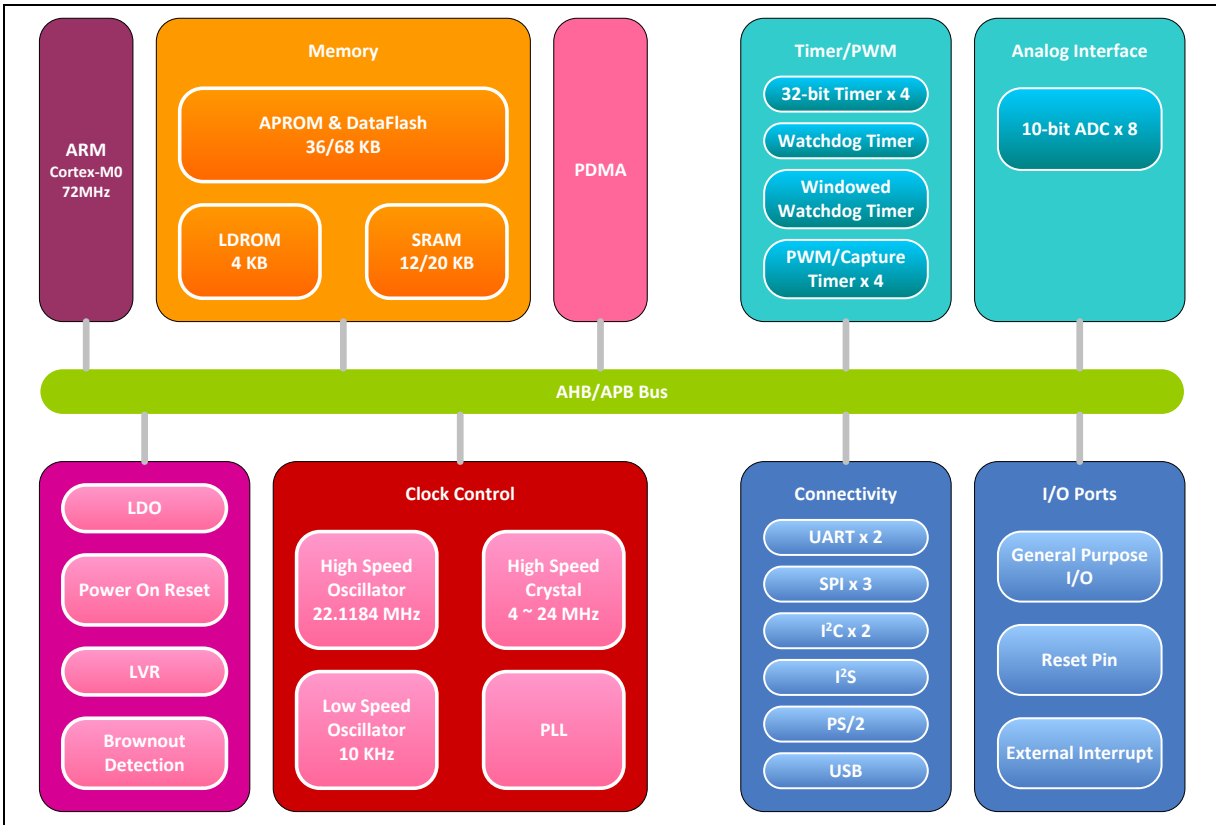 ARM
Cortex-M0
72MHz
Memory
APROM & DataFlash
36/68 KB
LDROM
4 KB
SRAM
12/20 KB
PDMA
Timer/PWM
32-bit Timer x 4
Watchdog Timer
Windowed
Watchdog Timer
PWM/Capture
Timer x 4
Analog Interface
10-bit ADC x 8
AHB/APB Bus
LDO
Power On Reset
LVR
Brownout
Detection
Clock Control
High Speed
Oscillator
22.1184 MHz
High Speed
Crystal
4 ~ 24 MHz
Low Speed
Oscillator
10 KHz
PLL
Connectivity
UART x 2
SPI x 3
I²C x 2
I²S
PS/2
USB
I/O Ports
General Purpose
I/O
Reset Pin
External Interrupt